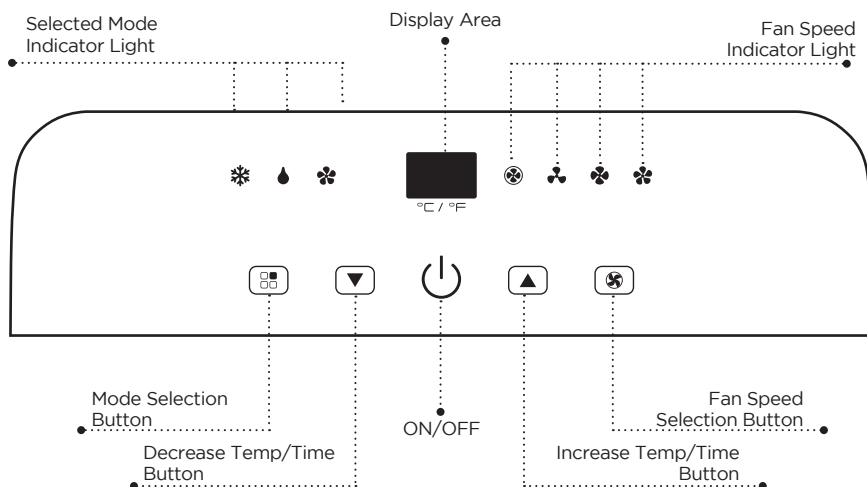 Selected Mode
Indicator Light
Display Area
Fan Speed
Indicator Light
°C / °F
Mode Selection
Button
Decrease Temp/Time
Button
ON/OFF
Increase Temp/Time
Button
Fan Speed
Selection Button